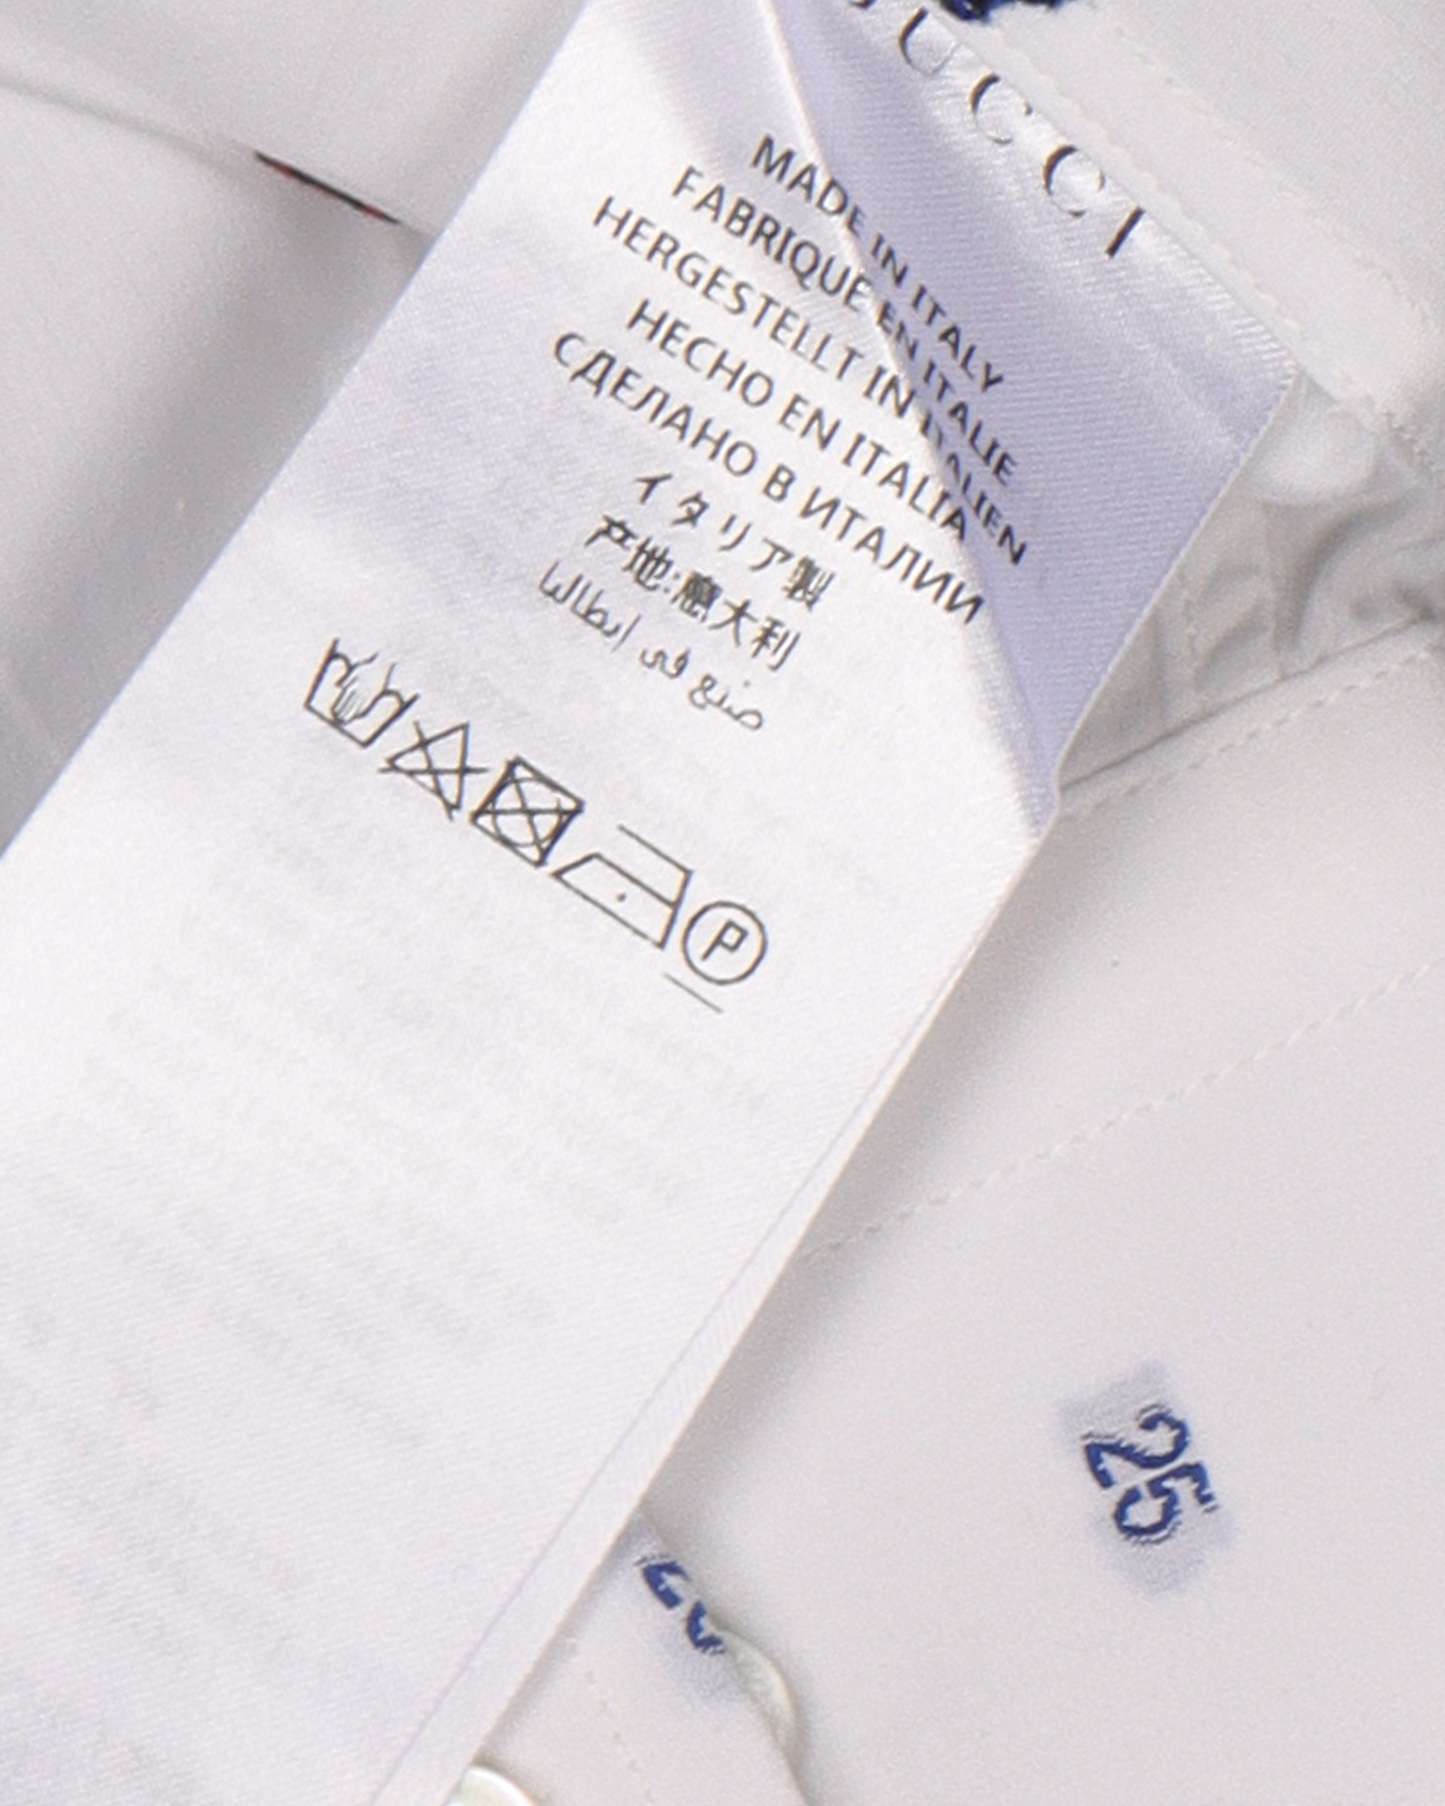 GUCCI
MADE IN ITALY
FABRIQUE EN ITALIE
HERGESTELLT IN ITALIEN
HECHO EN ITALIA
СДЕЛАНО В ИТАЛИИ
イタリア製
产地:意大利
صنع في ايطاليا
P
25